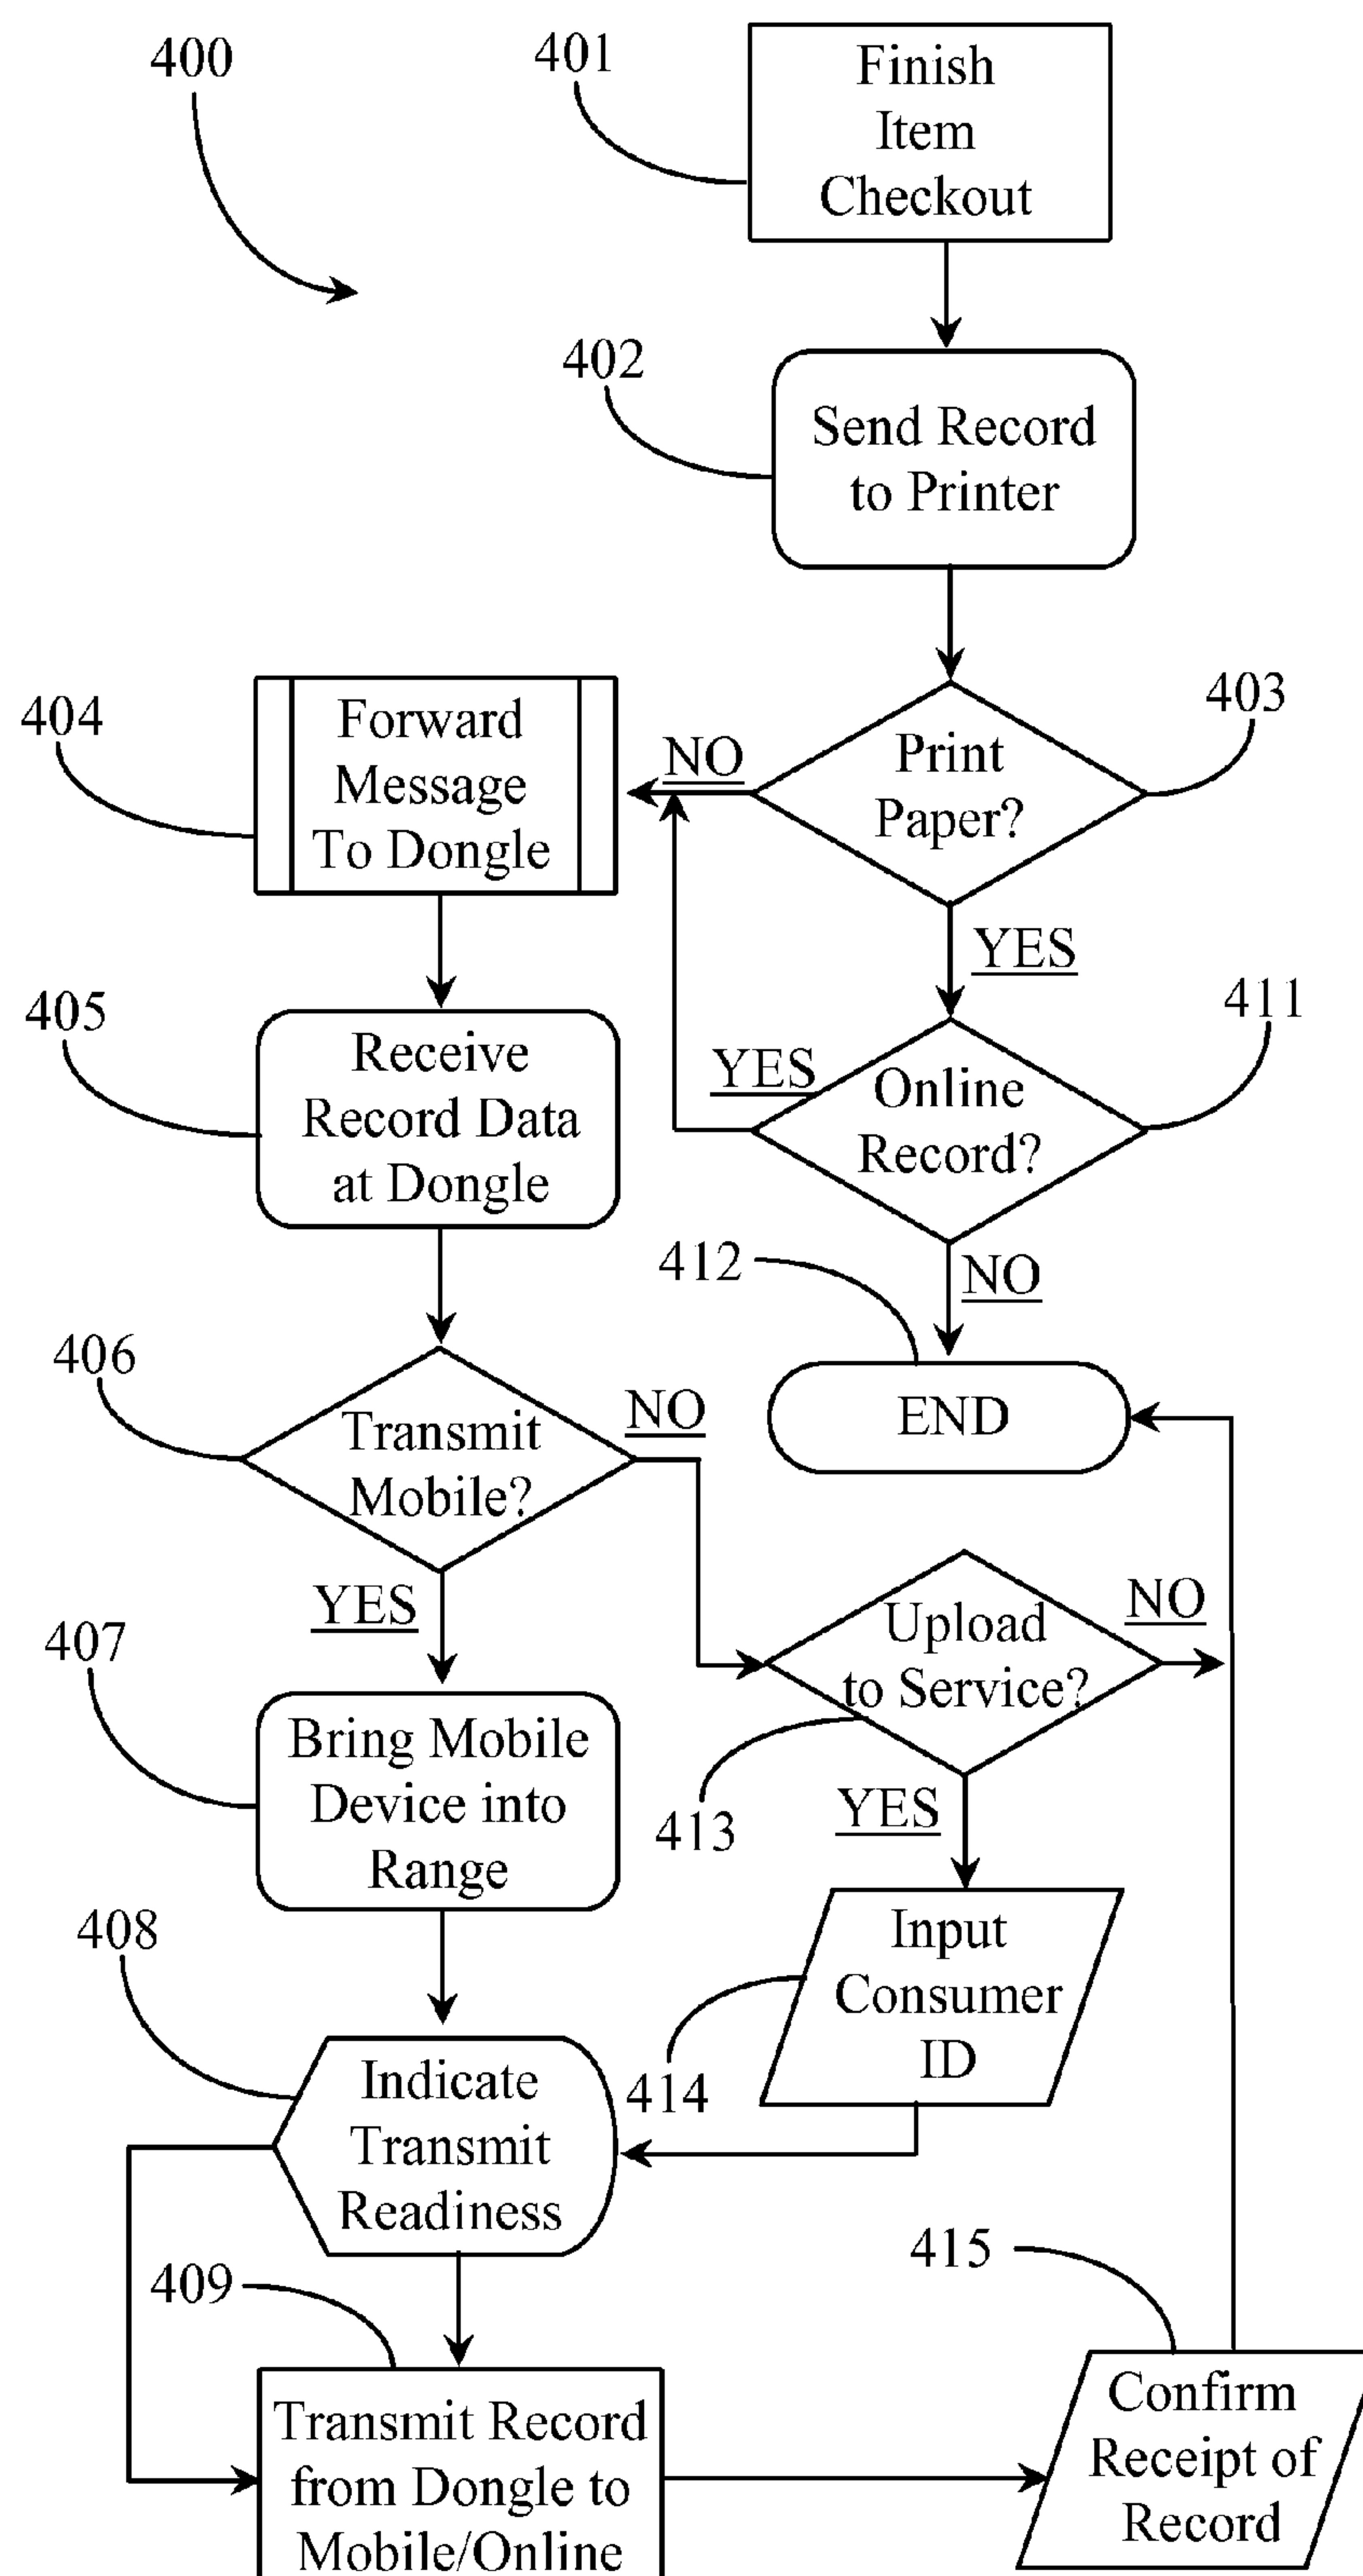 400
401
Finish
Item
Checkout
402
Send Record
to Printer
403
Print
Paper?
NO
404
Forward
Message
To Dongle
YES
411
Online
Record?
YES
405
Receive
Record Data
at Dongle
NO
412
END
406
Transmit
Mobile?
NO
YES
413
Upload
to Service?
NO
YES
407
Bring Mobile
Device into
Range
414
Input
Consumer
ID
408
Indicate
Transmit
Readiness
409
Transmit Record
from Dongle to
Mobile/Online
415
Confirm
Receipt of
Record